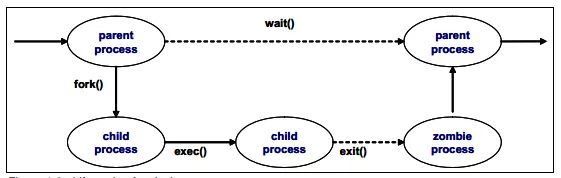 wait()
parent
process
parent
process
fork()
child
process
exec()
child
process
exit()
zombie
process